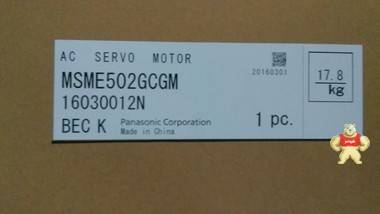 AC SERVO MOTOR
20160301
MSME502GCGM
16030012N
BEC K
Panasonic Corporation
Made in China
1 pc.
17.8
kg